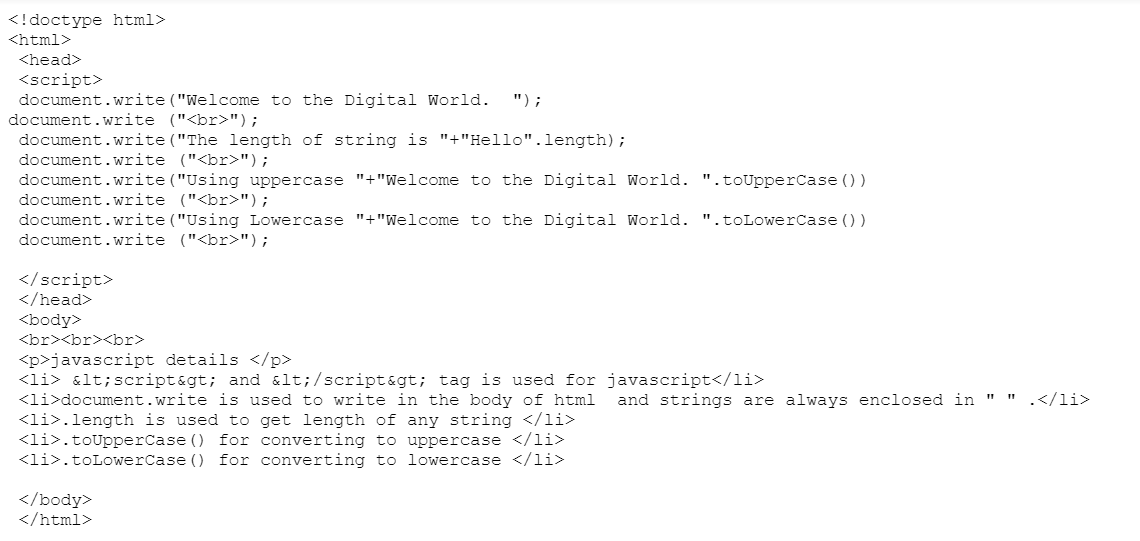 <!doctype html>
<html>
<head>
<script>
document.write("Welcome to the Digital World.  ");
document.write ("<br>");
document.write("The length of string is "+"Hello".length);
document.write ("<br>");
document.write("Using uppercase "+"Welcome to the Digital World. ".toUpperCase())
document.write ("<br>");
document.write("Using Lowercase "+"Welcome to the Digital World. ".toLowerCase())
document.write ("<br>");
</script>
</head>
<body>
<br><br><br>
<p>javascript details </p>
<li> &lt;script&gt; and &lt;/script&gt; tag is used for javascript</li>
<li>document.write is used to write in the body of html  and strings are always enclosed in " " .</li>
<li>.length is used to get length of any string </li>
<li>.toUpperCase() for converting to uppercase </li>
<li>.toLowerCase() for converting to lowercase </li>
</body>
</html>